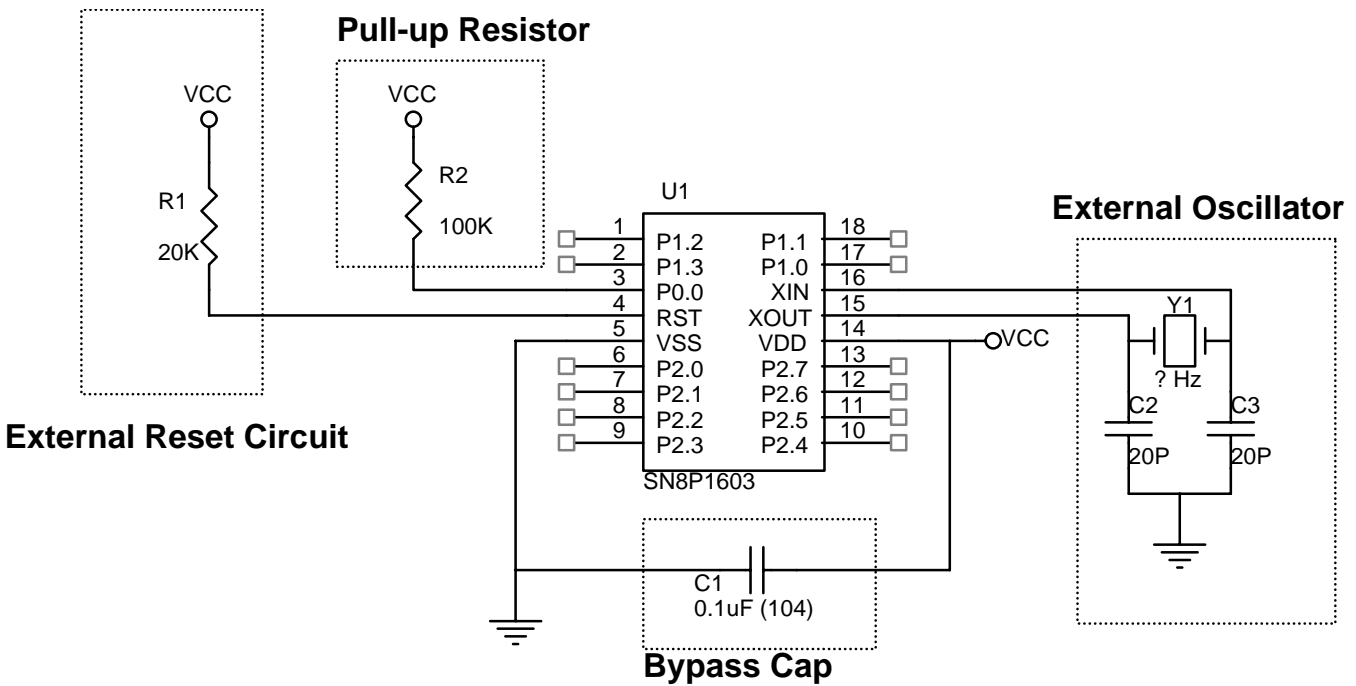 Pull-up Resistor
VCC
VCC
R2
100K
R1
20K
U1
External Oscillator
1
2
3
4
5
6
7
8
9
P1.2
P1.3
P0.0
RST
VSS
P2.0
P2.1
P2.2
P2.3
P1.1
P1.0
XIN
XOUT
VDD
P2.7
P2.6
P2.5
P2.4
18
17
16
15
14
13
12
11
10
SN8P1603
VCC
Y1
? Hz
C2
20P
C3
20P
External Reset Circuit
C1
0.1uF (104)
Bypass Cap